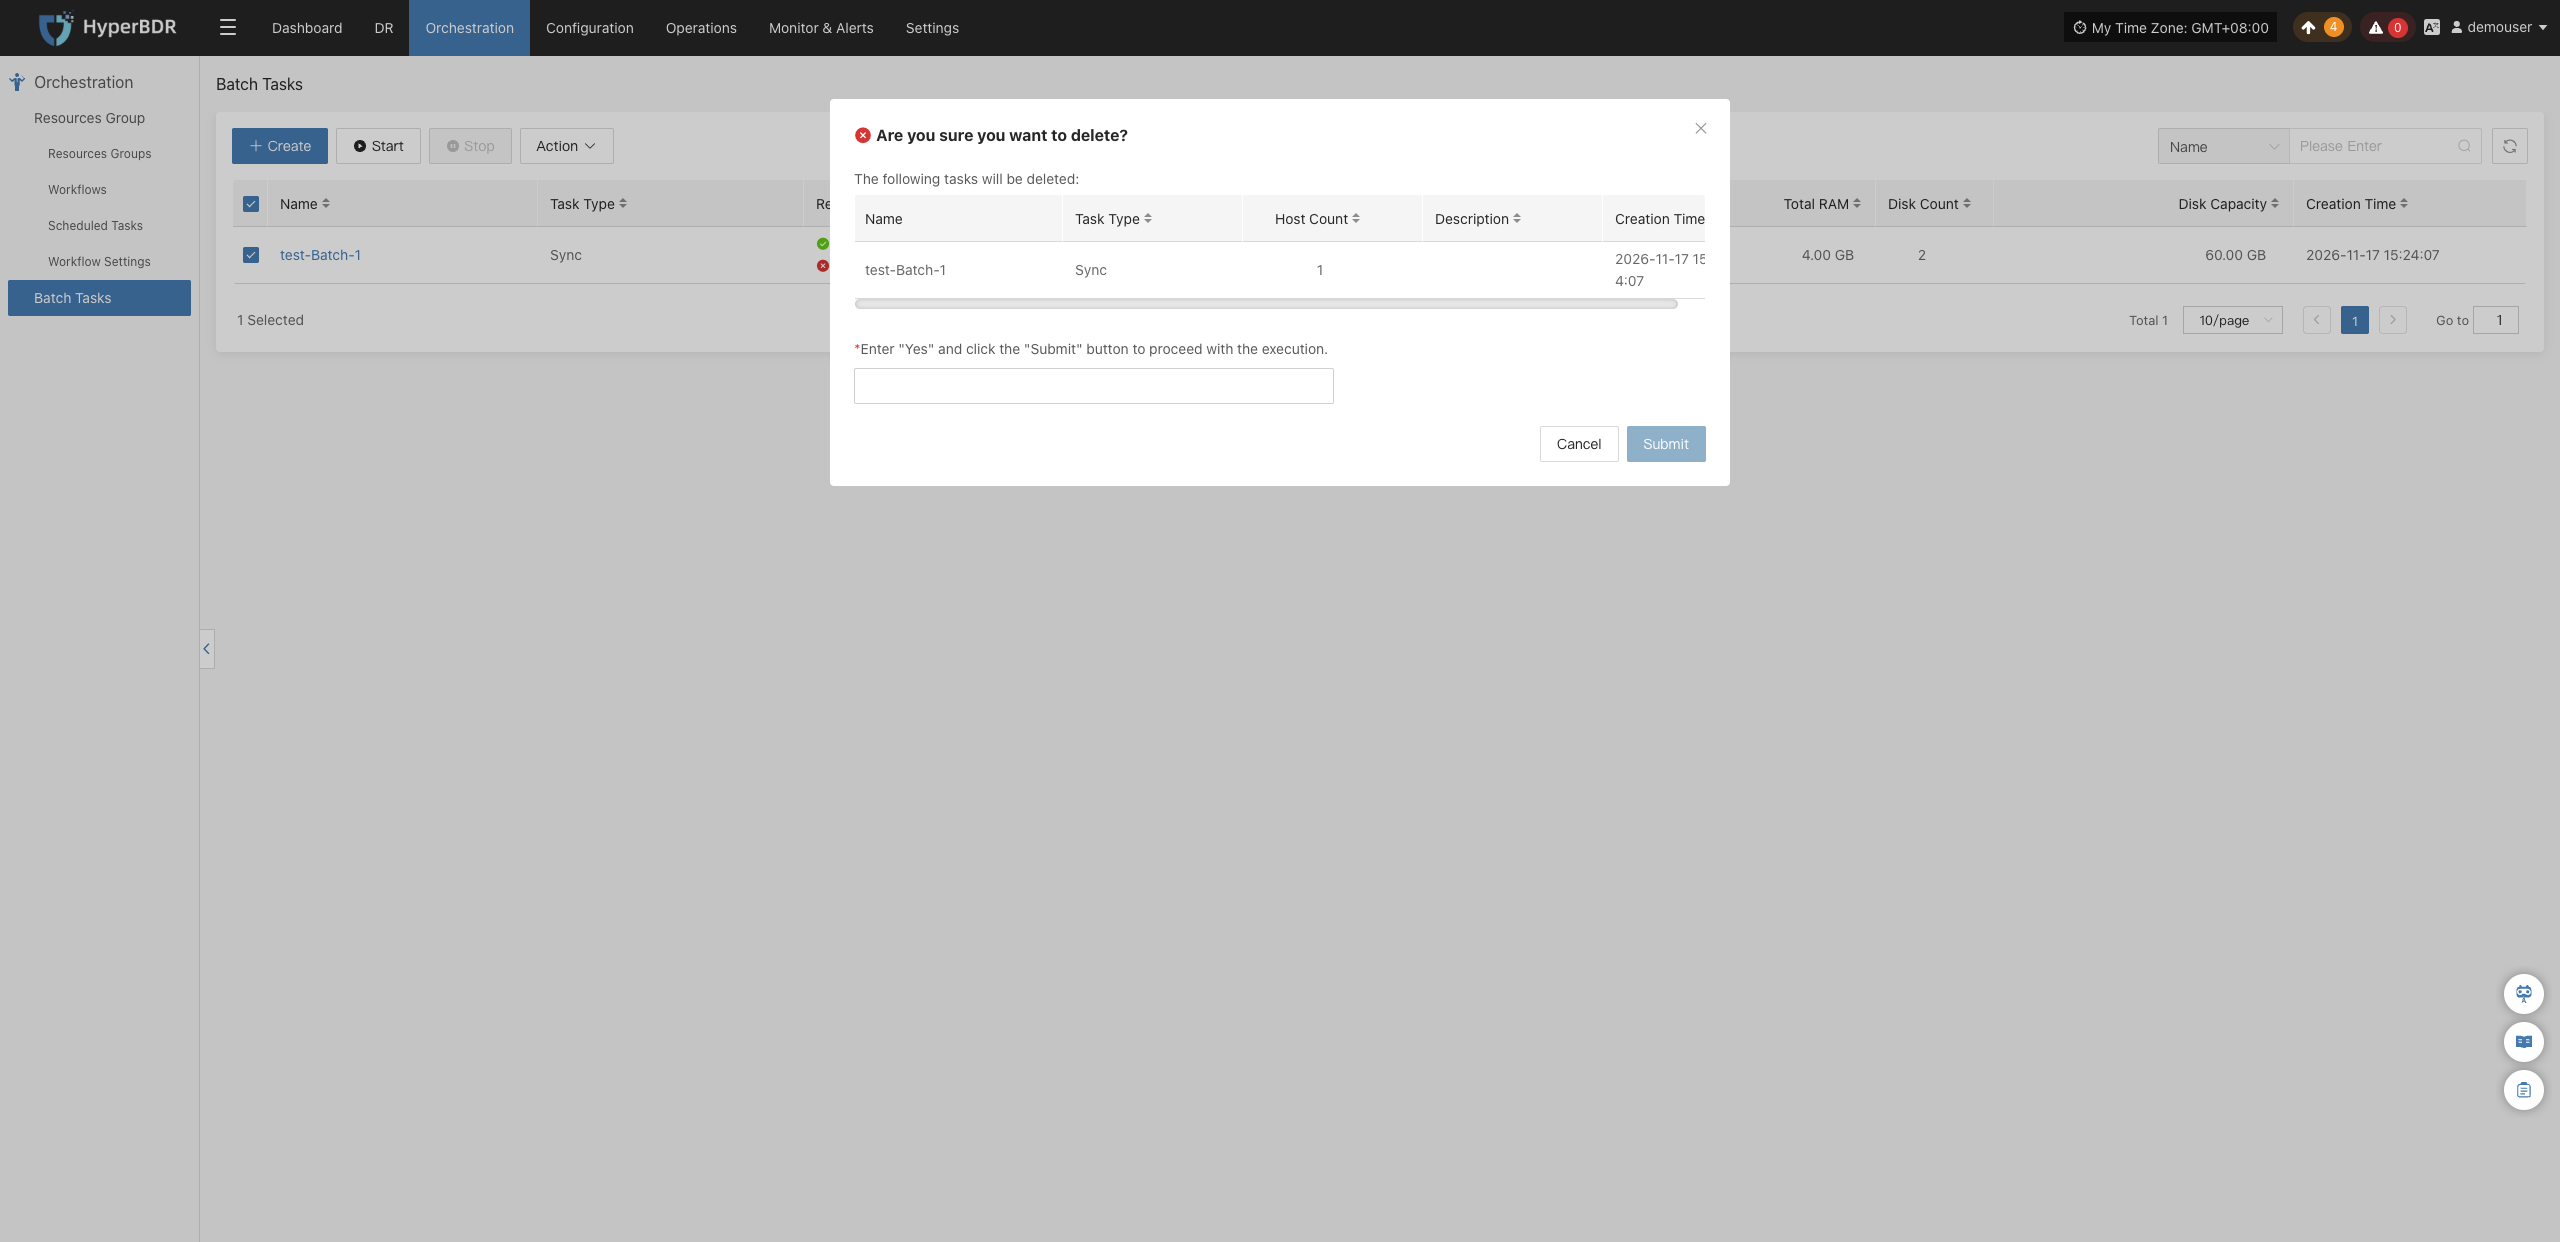 HyperBDR
Dashboard DR Orchestration Configuration Operations Monitor & Alerts Settings
My Time Zone: GMT+08:00 4 0 demouser
Orchestration
Resources Group
Resources Groups
Workflows
Scheduled Tasks
Workflow Settings
Batch Tasks
Batch Tasks
Create Start Stop Action
Name Please Enter
Name Task Type Re Total RAM Disk Count Disk Capacity Creation Time
test-Batch-1 Sync 4.00 GB 2 60.00 GB 2026-11-17 15:24:07
1 Selected
Total 1 10/page 1 Go to 1
Are you sure you want to delete?
The following tasks will be deleted:
Name Task Type Host Count Description Creation Time
test-Batch-1 Sync 1 2026-11-17 15
4:07
*Enter "Yes" and click the "Submit" button to proceed with the execution.
Cancel Submit